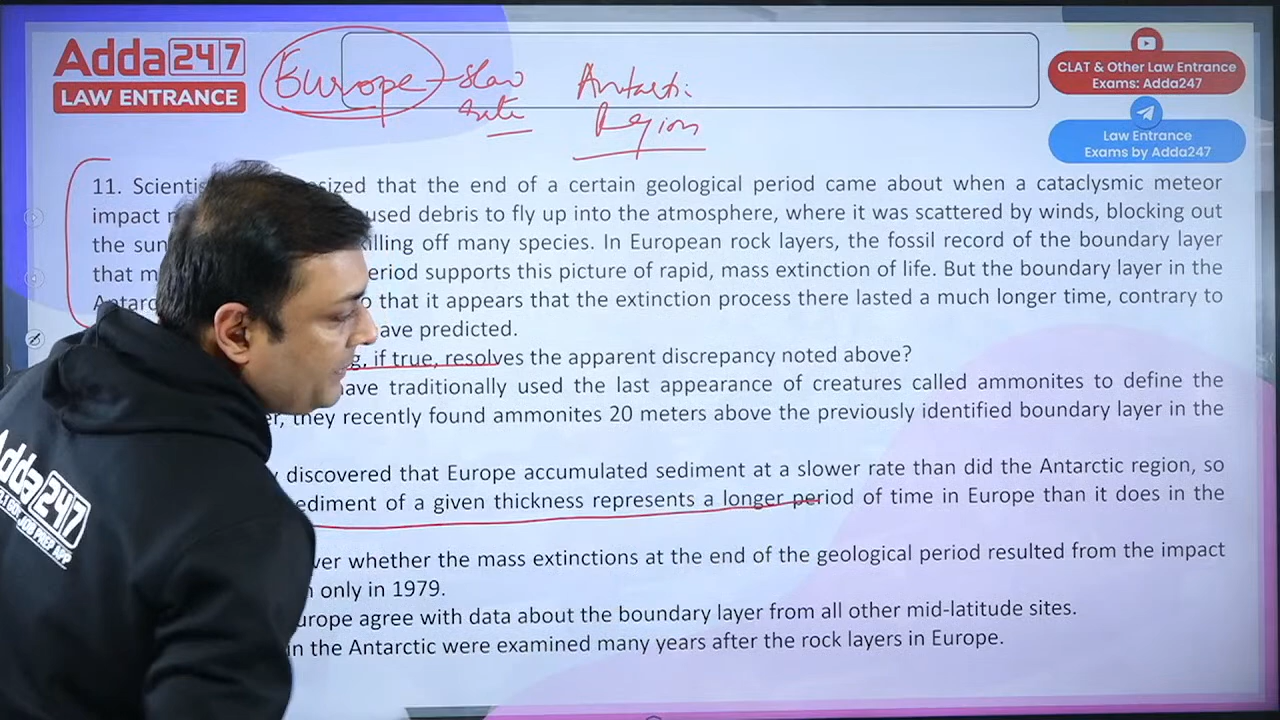 Adda247
LAW ENTRANCE
Europe - slow rate
Antarctic Region
CLAT & Other Law Entrance
Exams: Adda247
Law Entrance
Exams by Adda247
11. sized that the end of a certain geological period came about when a cataclysmic meteor
impact used debris to fly up into the atmosphere, where it was scattered by winds, blocking out
the sun killing off many species. In European rock layers, the fossil record of the boundary layer
that eriod supports this picture of rapid, mass extinction of life. But the boundary layer in the
that it appears that the extinction process there lasted a much longer time, contrary to
ave predicted.
g, if true, resolves the apparent discrepancy noted above?
have traditionally used the last appearance of creatures called ammonites to define the
er, they recently found ammonites 20 meters above the previously identified boundary layer in the
y discovered that Europe accumulated sediment at a slower rate than did the Antarctic region, so
ediment of a given thickness represents a longer period of time in Europe than it does in the
ver whether the mass extinctions at the end of the geological period resulted from the impact
n only in 1979.
urope agree with data about the boundary layer from all other mid-latitude sites.
in the Antarctic were examined many years after the rock layers in Europe.
Adda247
JOB PREP APP